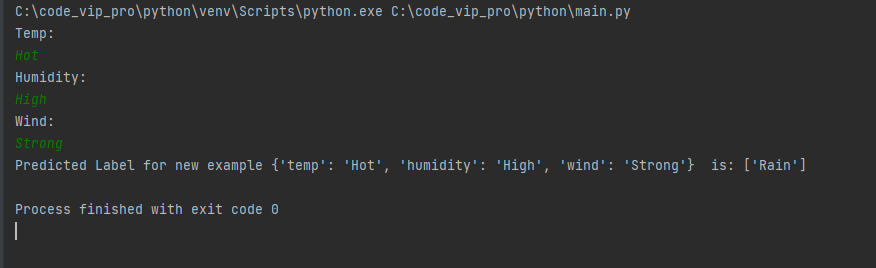 C:\code_vip_pro\python\venv\Scripts\python.exe C:\code_vip_pro\python\main.py
Temp:
Hot
Humidity:
High
Wind:
Strong
Predicted Label for new example {'temp': 'Hot', 'humidity': 'High', 'wind': 'Strong'}  is: ['Rain']
Process finished with exit code 0